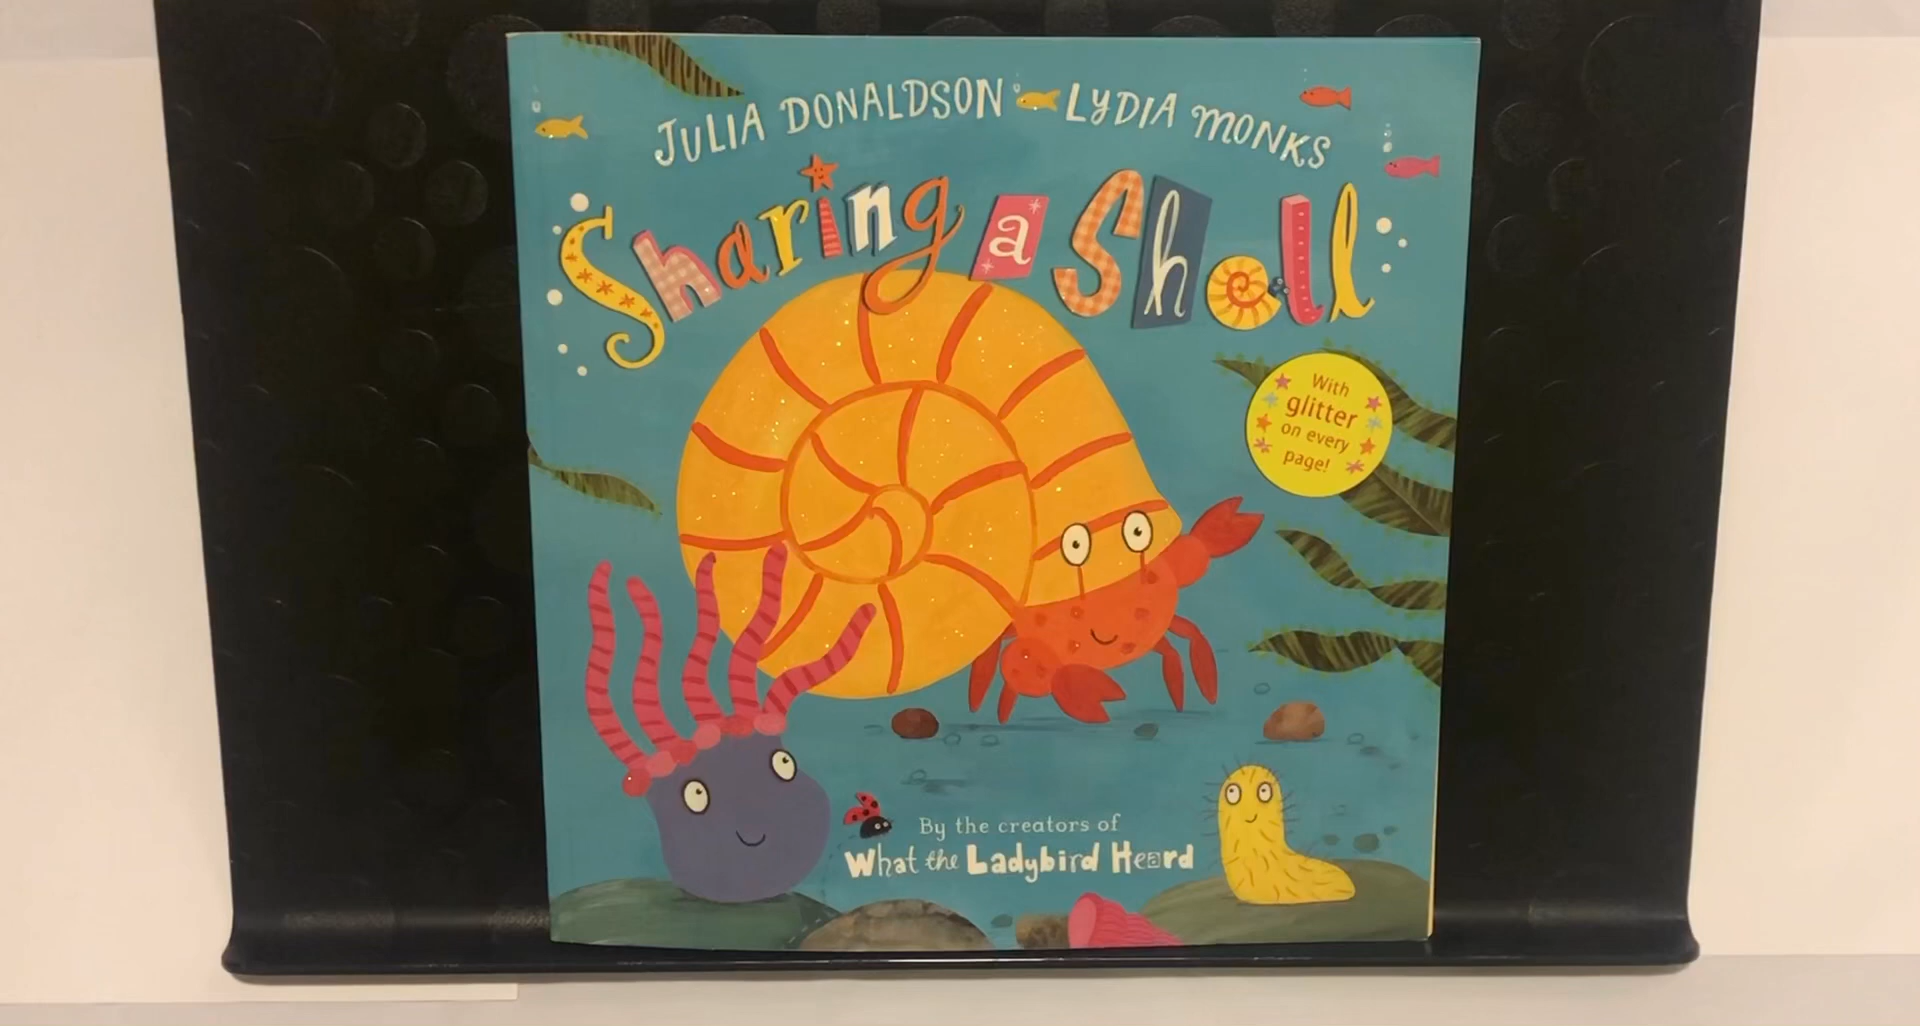 JULIA DONALDSON LYDIA MONKS
Sharing a Shell
With
glitter
on every
page!
By the creators of
What the Ladybird Heard